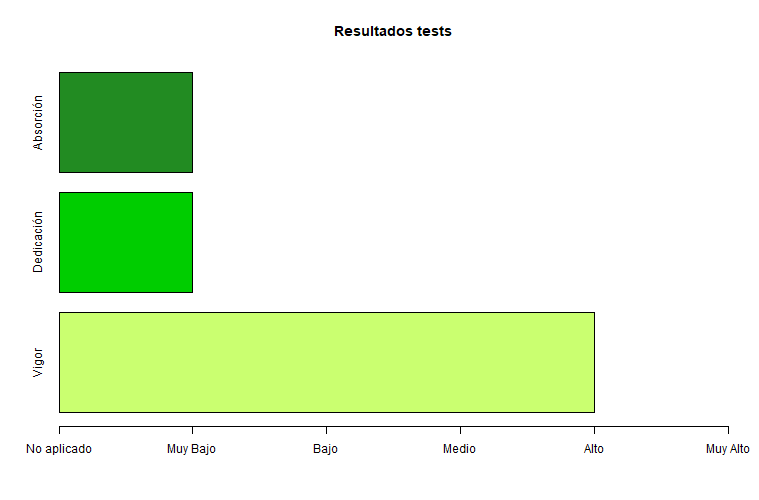 Resultados tests
Absorción
Dedicación
Vigor
No aplicado
Muy Bajo
Bajo
Medio
Alto
Muy Alto